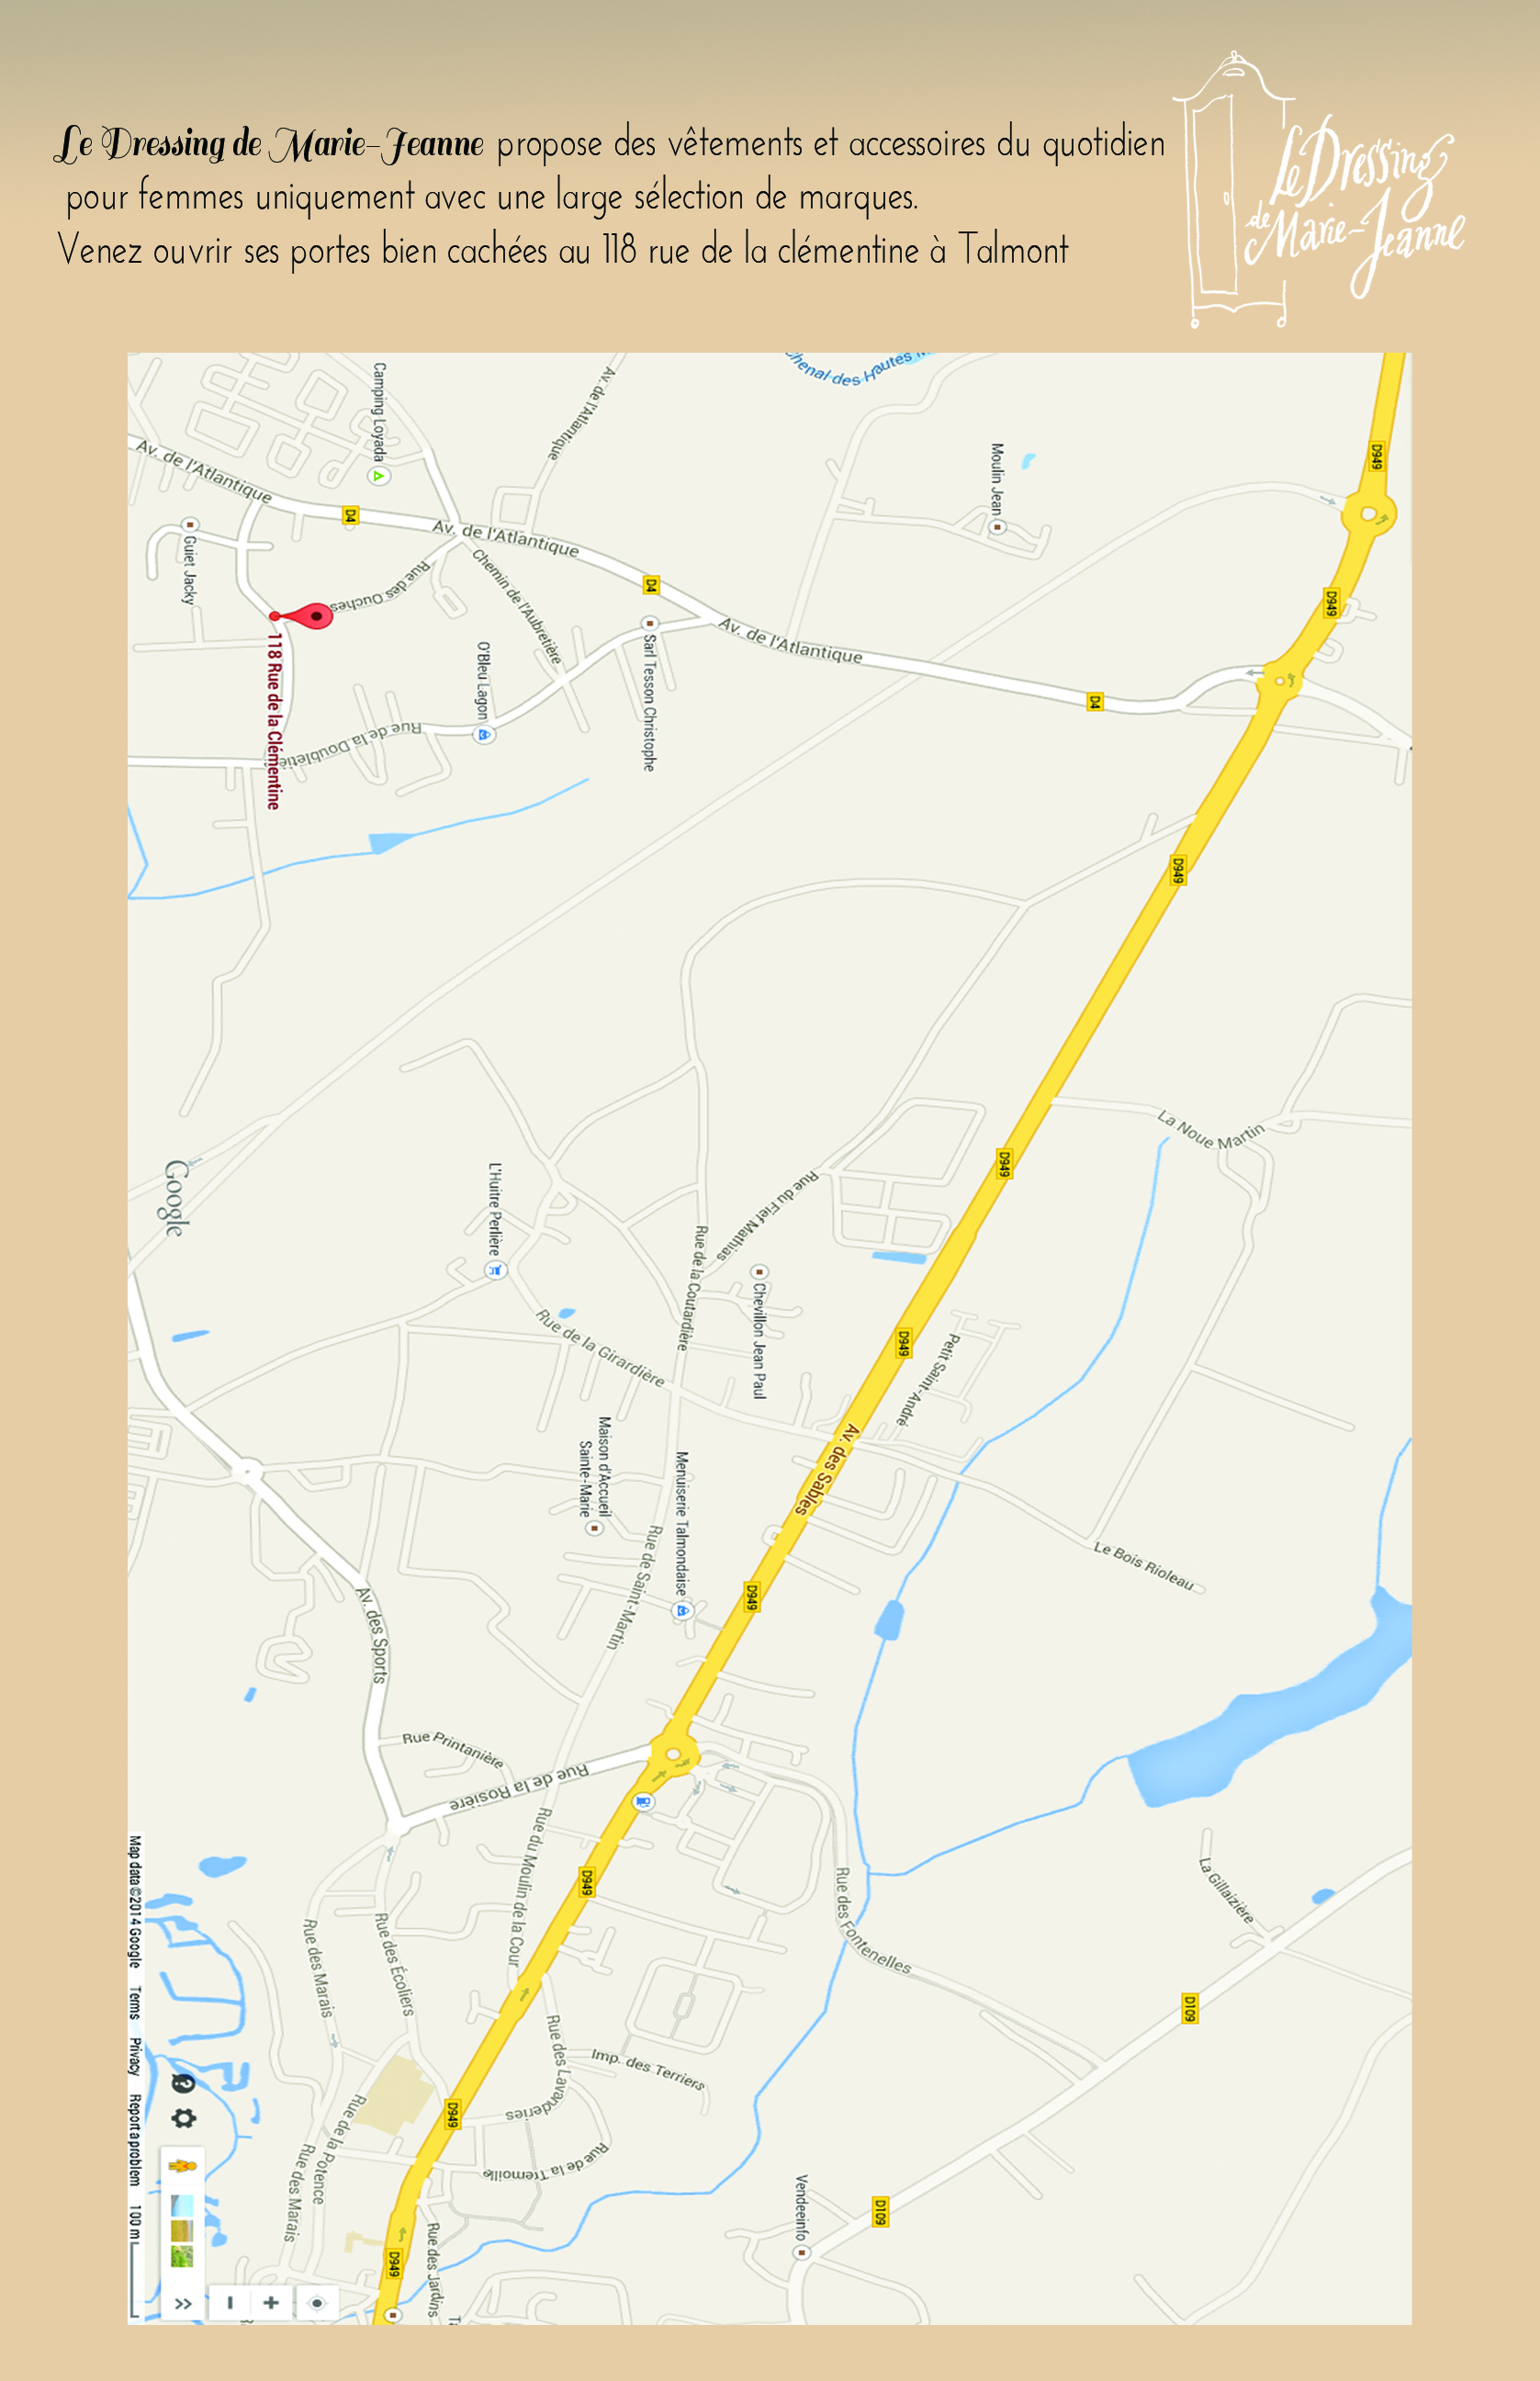 Le Dressing de Marie-Jeanne propose des vêtements et accessoires du quotidien
pour femmes uniquement avec une large sélection de marques.
Venez ouvrir ses portes bien cachées au 118 rue de la clémentine à Talmont
Le Dressing
de Marie-Jeanne
Chenal des Hautes M
D949
Camping Loyada
Av. de l'Atlantique
Moulin Jean
Av. de l'Atlantique
D4
Av. de l'Atlantique
Guiet Jacky
Rue des Ouches
Chemin de l'Aubretière
D4
D949
118 Rue de la Clémentine
O'Bleu Lagon
Sarl Tesson Christophe
Av. de l'Atlantique
D4
Rue de la Doubletiè
D949
La Noue Martin
D949
Google
L'Huitre Perlière
Rue du Fief Mathias
Rue de la Coutardière
Chevillon Jean Paul
D949
Petit Saint-André
Rue de la Girardière
Av. des Sables
Maison d'Accueil
Sainte-Marie
Menuiserie Talmondaise
Rue de Saint-Martin
Le Bois Rioleau
D949
Av. des Sports
Rue Printanière
Rue de la Rosière
Rue du Moulin de la Cour
D949
Rue des Fontenelles
La Gillaizière
D109
Rue des Marais
Rue des Écoliers
Rue des Lavanderies
Imp. des Terriers
D949
Rue de la Potence
Rue des Marais
Rue de la Tremoille
Vendeeinfo
D109
Rue des Jardins
D949
Map data ©2014 Google
Terms
Privacy
Report a problem
100 m